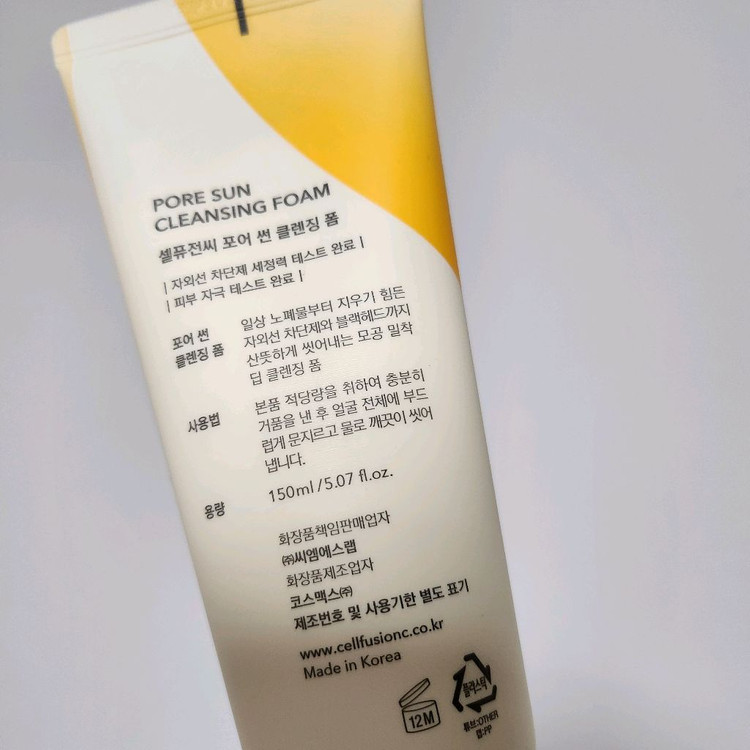 PORE SUN
CLEANSING FOAM
셀퓨전씨 포어 썬 클렌징 폼
| 자외선 차단제 세정력 테스트 완료 |
| 피부 자극 테스트 완료 |
포어 썬
클렌징 폼
일상 노폐물부터 지우기 힘든
자외선 차단제와 블랙헤드까지
산뜻하게 씻어내는 모공 밀착
딥 클렌징 폼
사용법
본품 적당량을 취하여 충분히
거품을 낸 후 얼굴 전체에 부드
럽게 문지르고 물로 깨끗이 씻어
냅니다.
용량
150ml/5.07 fl.oz.
화장품책임판매업자
㈜씨엠에스랩
화장품제조업자
코스맥스㈜
제조번호 및 사용기한 별도 표기
www.cellfusionc.co.kr
Made in Korea
12M
플라스틱
튜브:OTHER
캡:PP